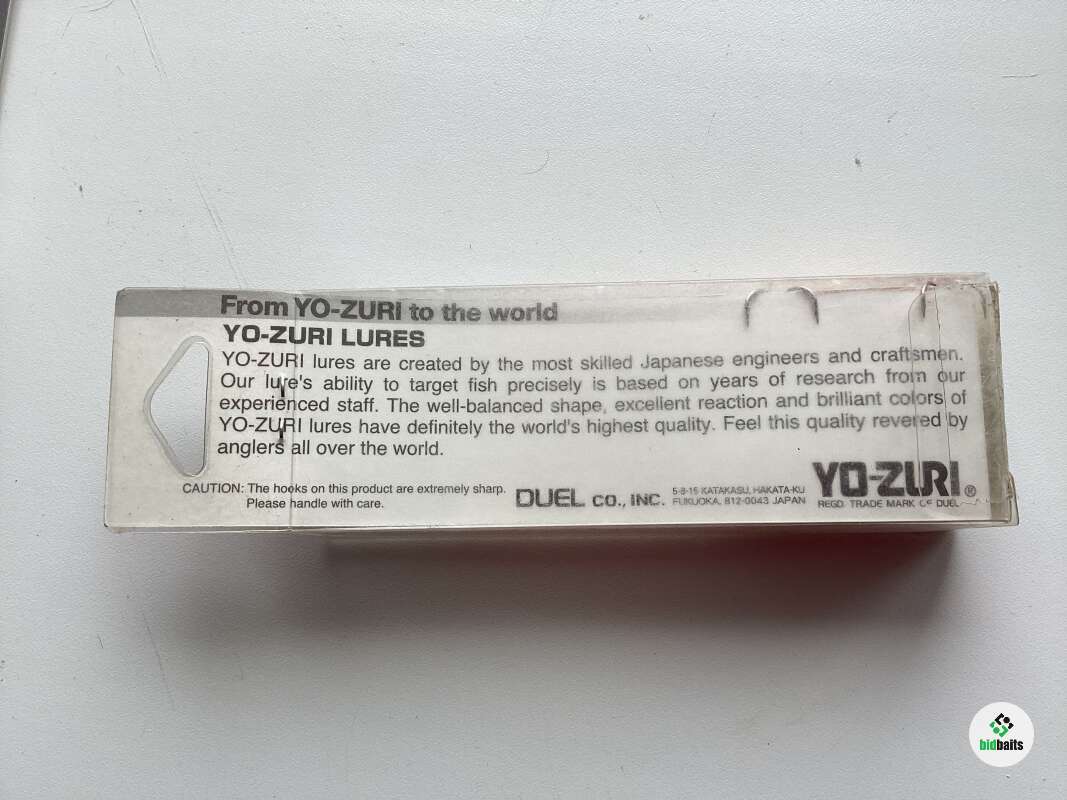 From YO-ZURI to the world
YO-ZURI LURES
YO-ZURI lures are created by the most skilled Japanese engineers and craftsmen.
Our lure's ability to target fish precisely is based on years of research from our
experienced staff. The well-balanced shape, excellent reaction and brilliant colors of
YO-ZURI lures have definitely the world's highest quality. Feel this quality revered by
anglers all over the world.
CAUTION: The hooks on this product are extremely sharp.
Please handle with care.
DUEL CO., INC.
5-8-15 KATAKASU, HAKATA-KU
FUKUOKA, 812-0043 JAPAN
YO-ZURI®
REGD. TRADE MARK OF DUEL
bidbaits